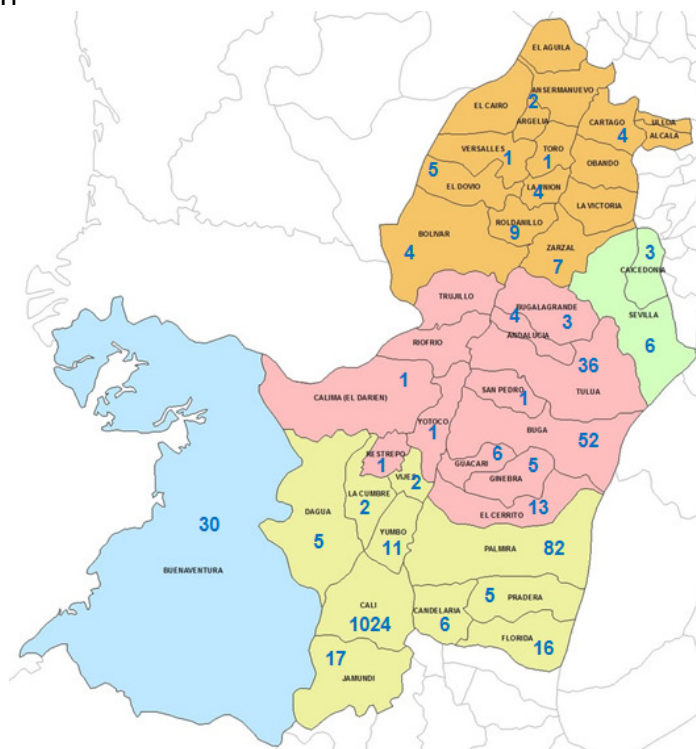 EL AGUILA
ANSERMANUEVO
2
EL CAIRO
ARGELIA
CARTAGO
4
ULLOA
ALCALA
VERSALLES
1
TORO
1
OBANDO
5
EL DOVIO
LA UNION
4
LA VICTORIA
ROLDANILLO
9
BOLIVAR
4
ZARZAL
7
3
CAICEDONIA
TRUJILLO
BUGALAGRANDE
4
3
SEVILLA
6
ANDALUCIA
RIOFRIO
36
TULUA
1
CALIMA (EL DARIEN)
SAN PEDRO
1
YOTOCO
1
BUGA
52
RESTREPO
1
6
GUACARI
5
GINEBRA
VIJES
2
LA CUMBRE
2
13
EL CERRITO
DAGUA
5
30
YUMBO
11
PALMIRA
82
BUENAVENTURA
5
PRADERA
CALI
1024
CANDELARIA
6
FLORIDA
16
17
JAMUNDI